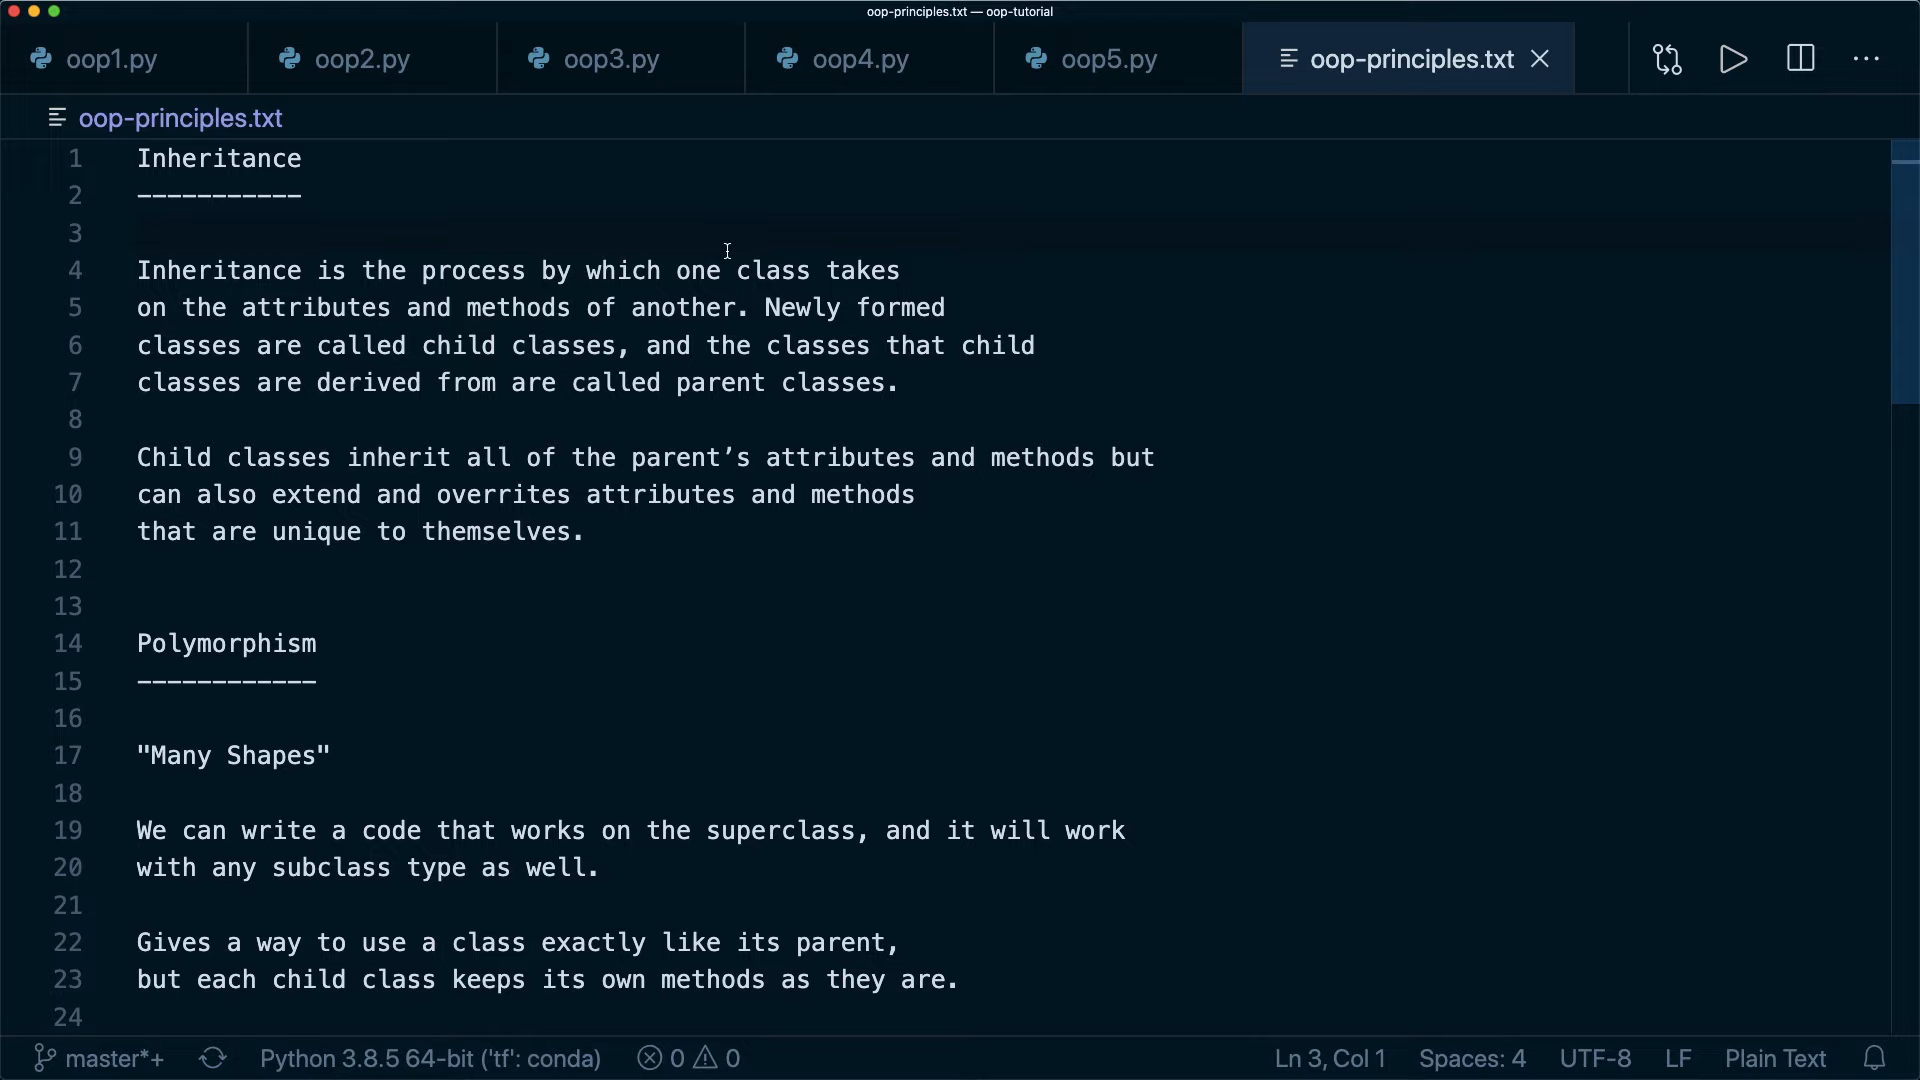 oop-principles.txt — oop-tutorial
oop1.py
oop2.py
oop3.py
oop4.py
oop5.py
oop-principles.txt
oop-principles.txt
1 Inheritance
2 -----------
3
4 Inheritance is the process by which one class takes
5 on the attributes and methods of another. Newly formed
6 classes are called child classes, and the classes that child
7 classes are derived from are called parent classes.
8
9 Child classes inherit all of the parent’s attributes and methods but
10 can also extend and overrites attributes and methods
11 that are unique to themselves.
12
13
14 Polymorphism
15 ------------
16
17 "Many Shapes"
18
19 We can write a code that works on the superclass, and it will work
20 with any subclass type as well.
21
22 Gives a way to use a class exactly like its parent,
23 but each child class keeps its own methods as they are.
24
master*+ Python 3.8.5 64-bit ('tf': conda) 0 0 Ln 3, Col 1 Spaces: 4 UTF-8 LF Plain Text